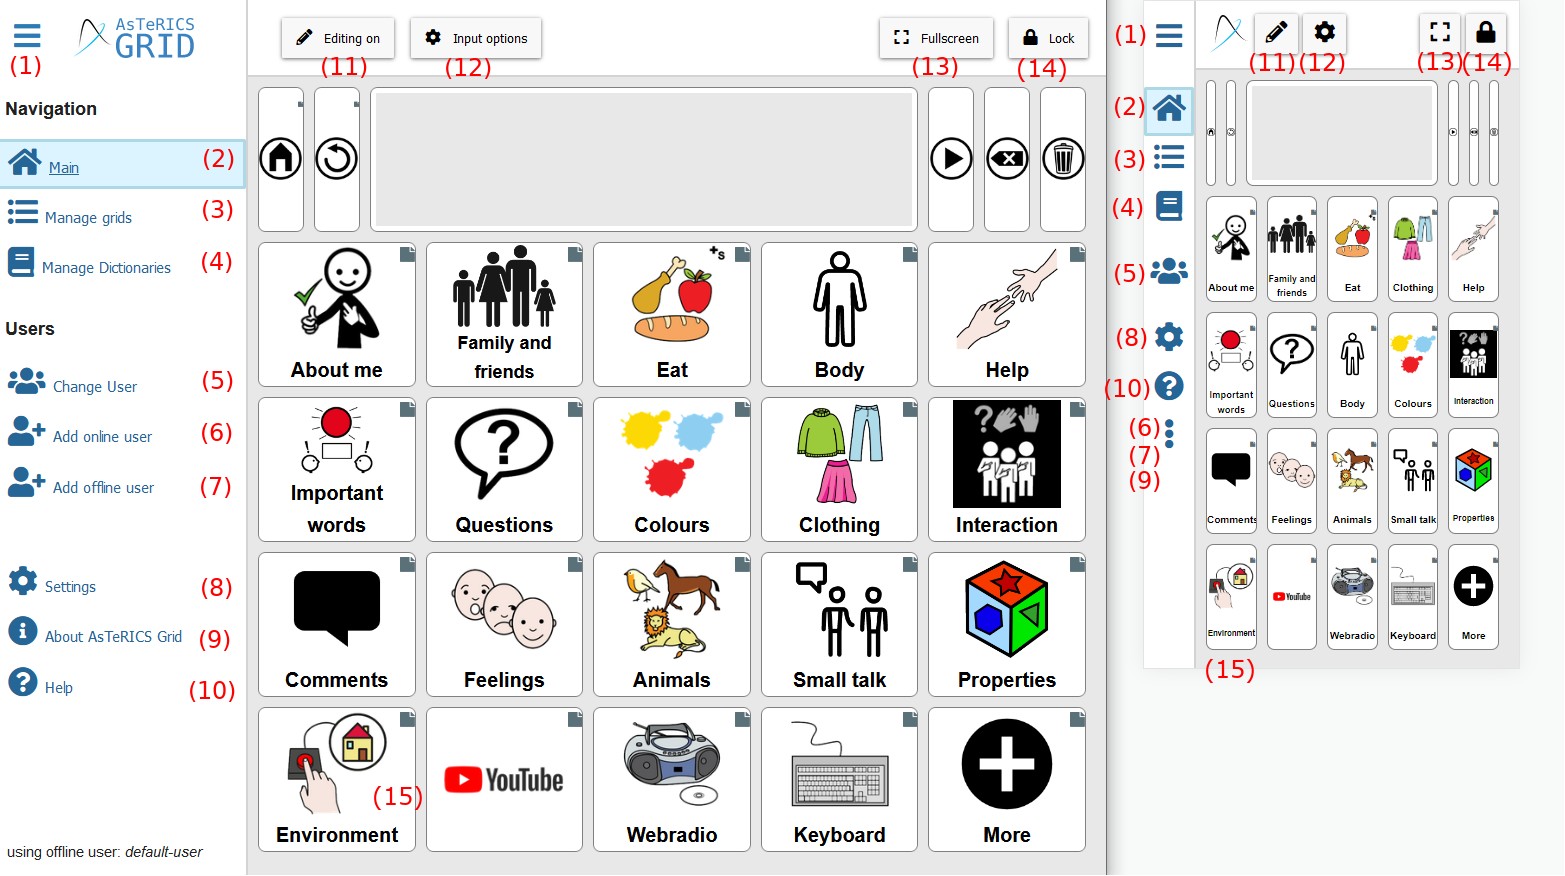 AsTeRICS
GRID
(1)
Navigation
Main (2)
Manage grids (3)
Manage Dictionaries (4)
Users
Change User (5)
Add online user (6)
Add offline user (7)
Settings (8)
About AsTeRICS Grid (9)
Help (10)
using offline user: default-user
Editing on
Input options
Fullscreen
Lock
(11)
(12)
(13)
(14)
About me
Family and
friends
+s
Eat
Body
Help
Important
words
?
Questions
Colours
Clothing
?
Interaction
Comments
Feelings
Animals
Small talk
Properties
(15)
Environment
YouTube
Webradio
Keyboard
More
(1)
(2)
(3)
(4)
(5)
(8)
(10)
(6)
(7)
(9)
(11)
(12)
(13)
(14)
About me
Family and
friends
+s
Eat
Clothing
Help
Important
words
?
Questions
Body
Colours
?
Interaction
Comments
Feelings
Animals
Small talk
Properties
Environment
YouTube
Webradio
Keyboard
More
(15)